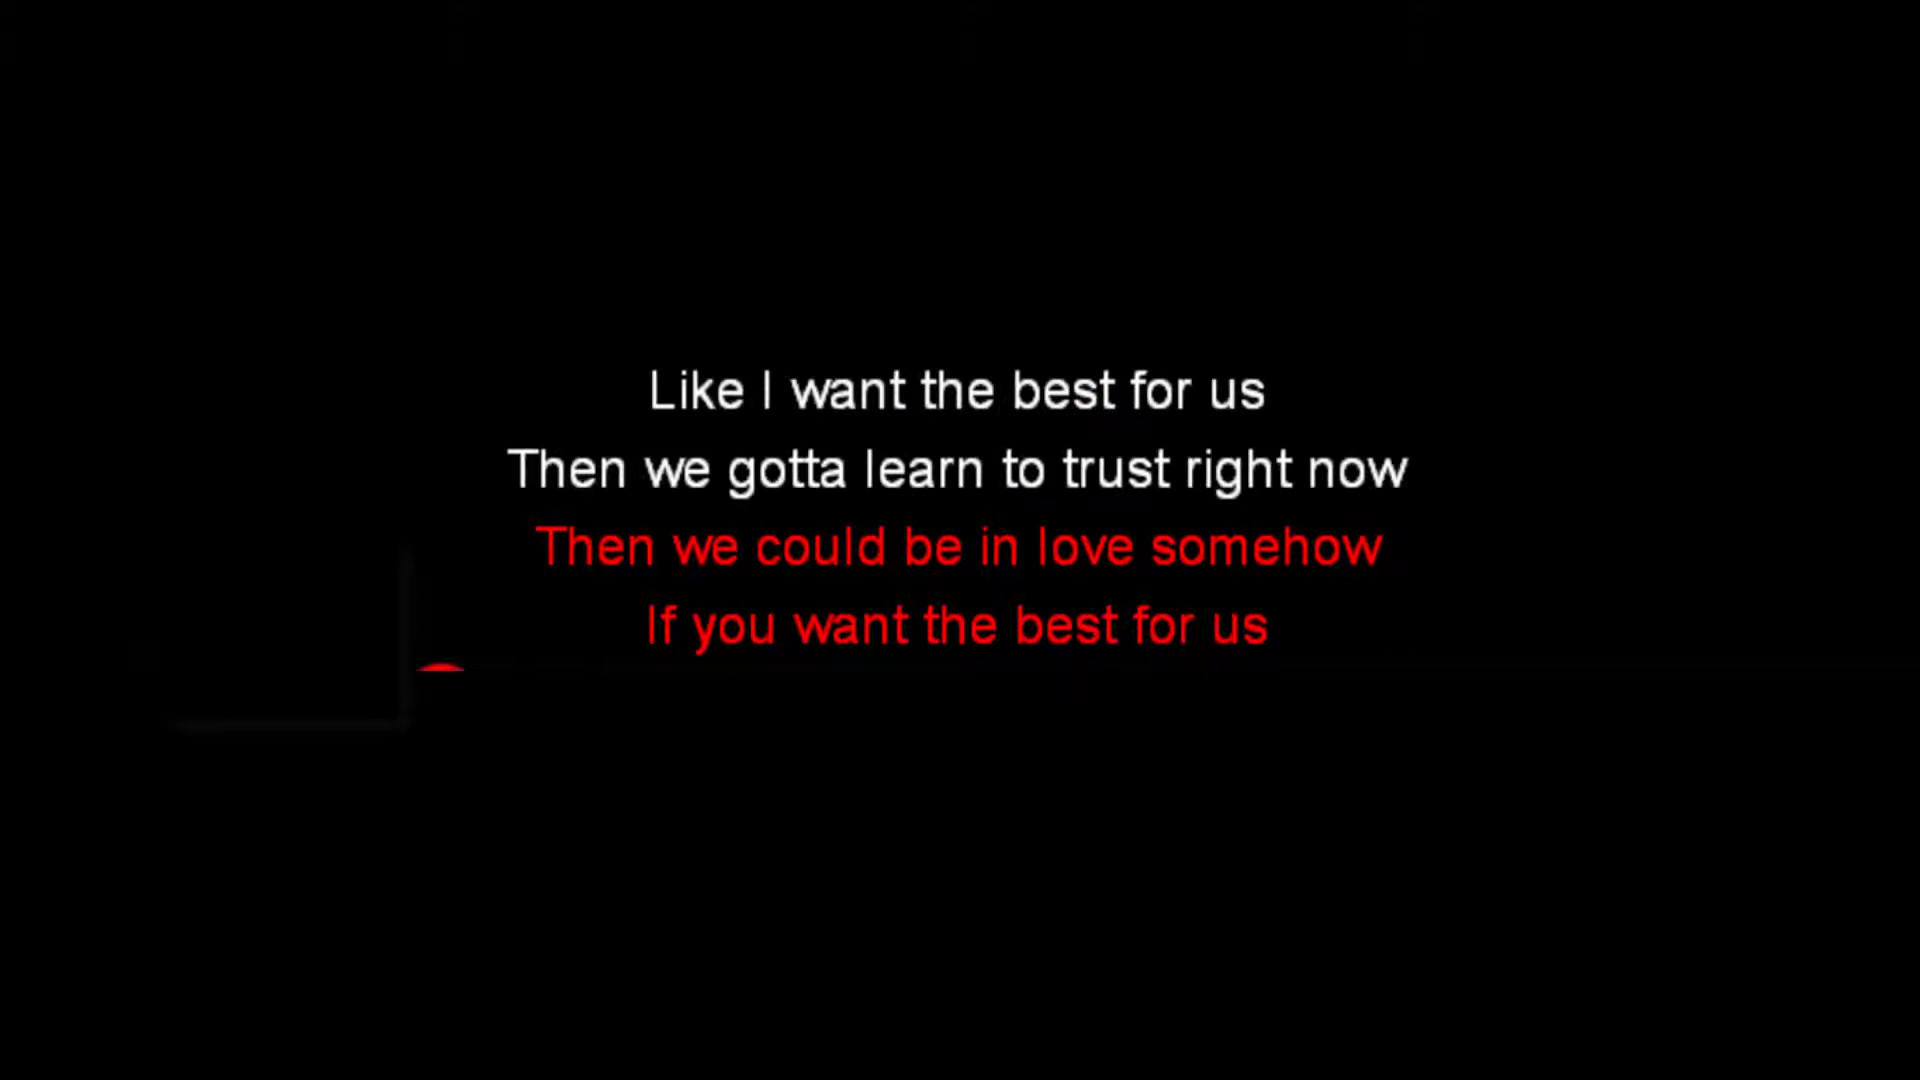 Like I want the best for us
Then we gotta learn to trust right now
Then we could be in love somehow
If you want the best for us